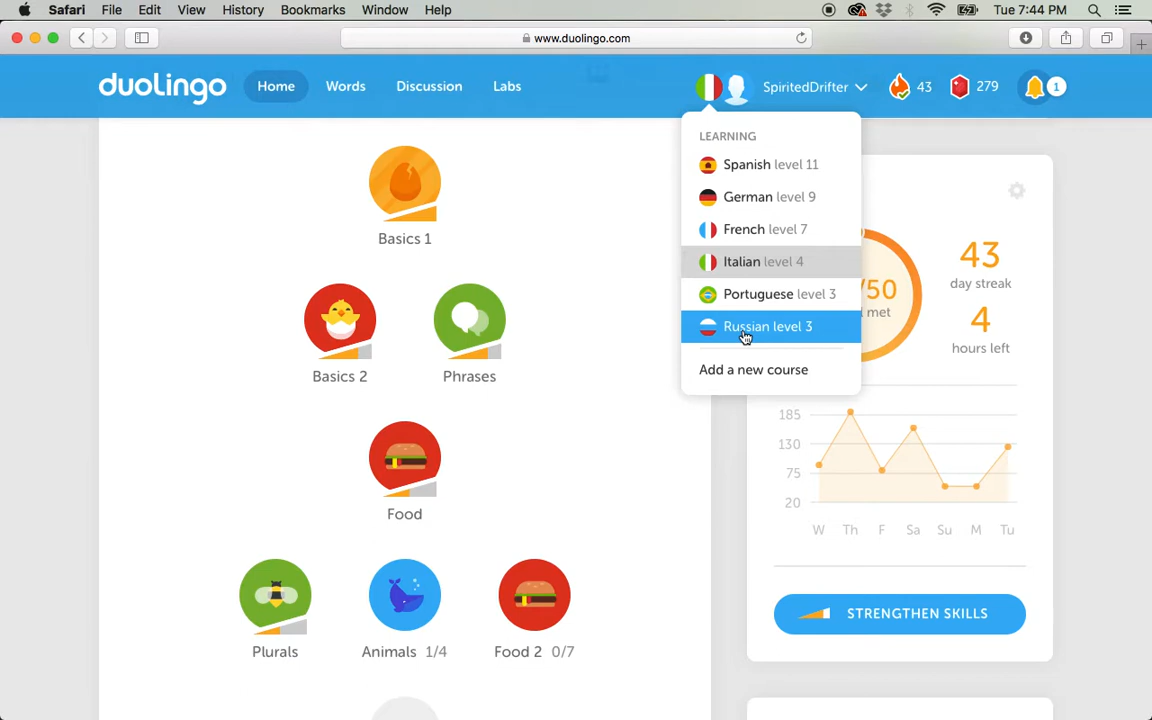 Safari File Edit View History Bookmarks Window Help Tue 7:44 PM
www.duolingo.com
duolingo Home Words Discussion Labs SpiritedDrifter 43 279 1
LEARNING
Spanish level 11
German level 9
French level 7
Italian level 4
Portuguese level 3
Russian level 3
Add a new course
Basics 1
Basics 2 Phrases
Food
Plurals Animals 1/4 Food 2 0/7
43
day streak
/50
met
4
hours left
185
130
75
20
W Th F Sa Su M Tu
STRENGTHEN SKILLS